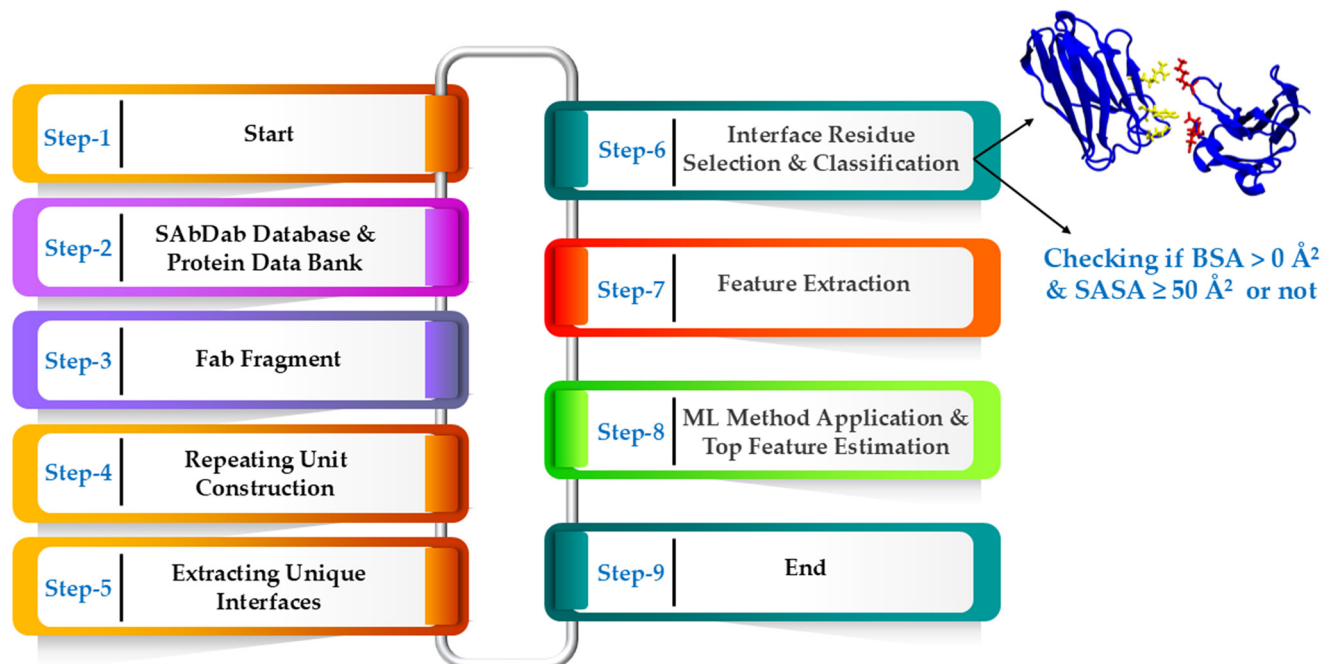 Step-1
Start
Step-2
SAbDab Database &
Protein Data Bank
Step-3
Fab Fragment
Step-4
Repeating Unit
Construction
Step-5
Extracting Unique
Interfaces
Step-6
Interface Residue
Selection & Classification
Checking if BSA > 0 Å²
& SASA ≥ 50 Å² or not
Step-7
Feature Extraction
Step-8
ML Method Application &
Top Feature Estimation
Step-9
End